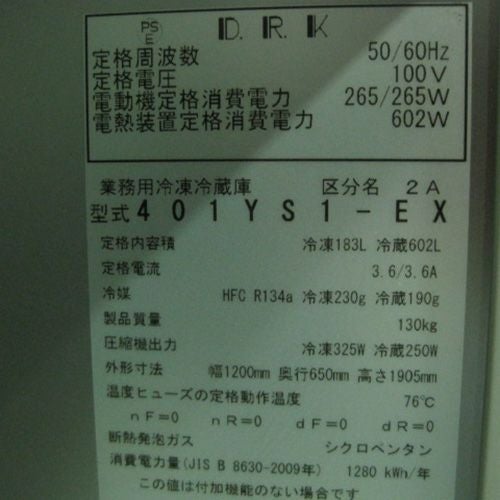 PS E D.R.K
定格周波数 50/60Hz
定格電圧 100V
電動機定格消費電力 265/265W
電熱装置定格消費電力 602W
業務用冷凍冷蔵庫 区分名 2A
型式 401YS1-EX
定格内容積 冷凍183L 冷蔵602L
定格電流 3.6/3.6A
冷媒 HFC R134a 冷凍230g 冷蔵190g
製品質量 130kg
圧縮機出力 冷凍325W 冷蔵250W
外形寸法 幅1200mm 奥行650mm 高さ1905mm
温度ヒューズの定格動作温度 76℃
nF=0 nR=0 dF=0 dR=0
断熱発泡ガス シクロペンタン
消費電力量(JIS B 8630-2009年) 1280 kWh/年
この値は付加機能のない場合です